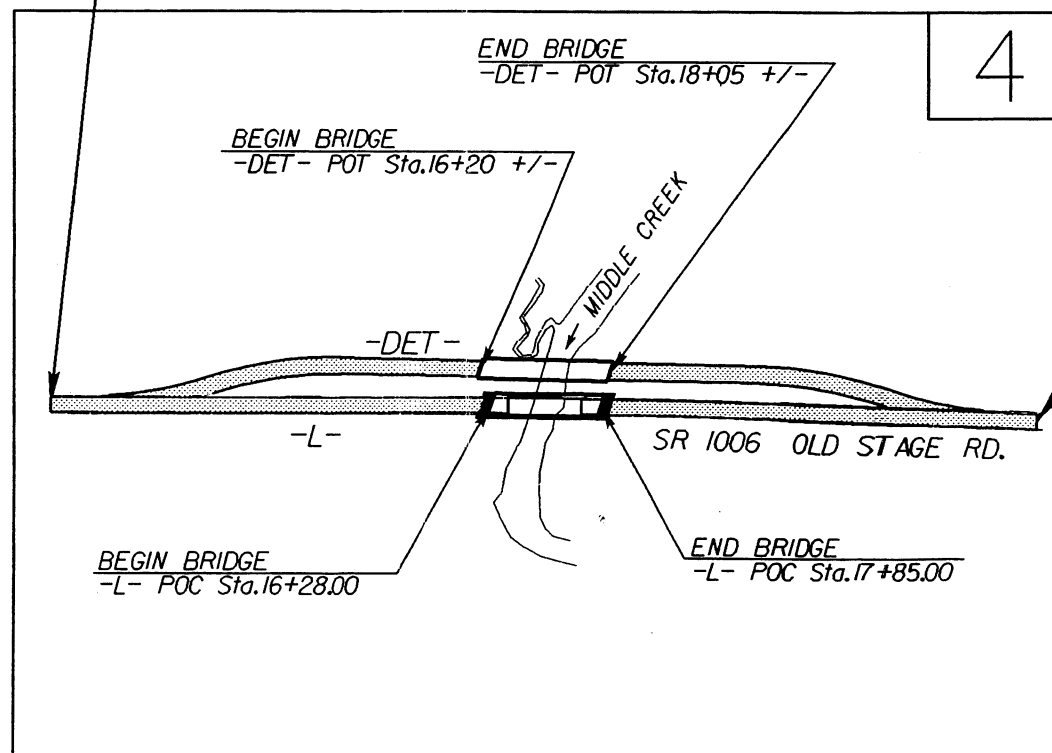 END BRIDGE
-DET- POT Sta.18+05 +/-
4
BEGIN BRIDGE
-DET- POT Sta.16+20 +/-
MIDDLE CREEK
-DET-
-L-
SR 1006 OLD STAGE RD.
BEGIN BRIDGE
-L- POC Sta.16+28.00
END BRIDGE
-L- POC Sta.17+85.00